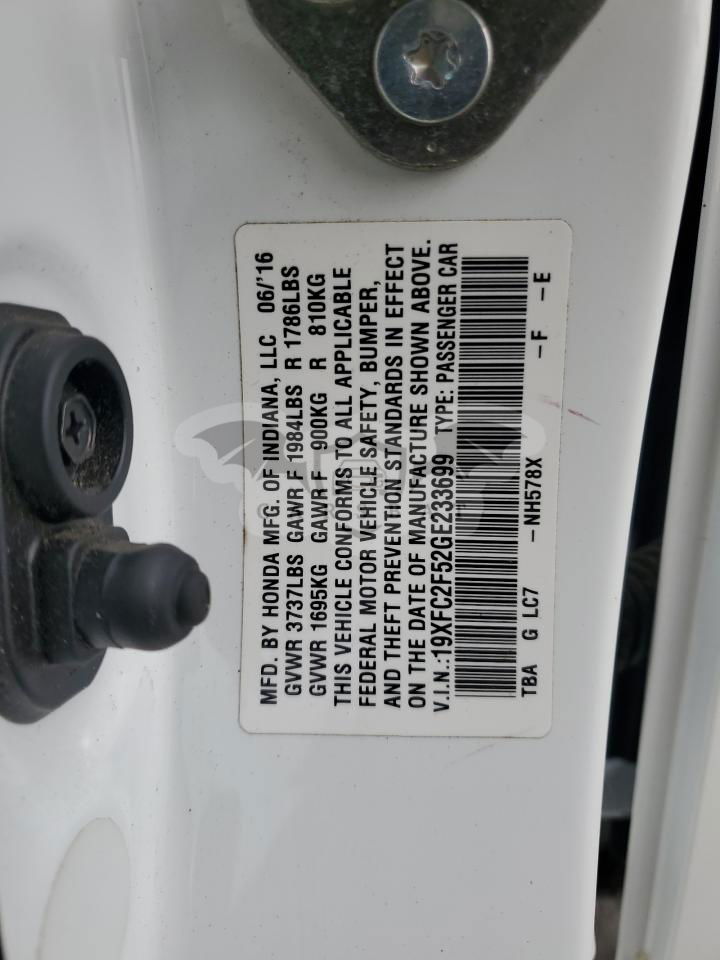 MFD. BY HONDA MFG. OF INDIANA, LLC 06/'16
GVWR 3737LBS GAWR F 1984LBS R 1786LBS
GVWR 1695KG GAWR F 900KG R 810KG
THIS VEHICLE CONFORMS TO ALL APPLICABLE
FEDERAL MOTOR VEHICLE SAFETY, BUMPER,
AND THEFT PREVENTION STANDARDS IN EFFECT
ON THE DATE OF MANUFACTURE SHOWN ABOVE.
V.I.N.:19XFC2F52GE233699 TYPE: PASSENGER CAR
TBA G LC7 -NH578X -F -E